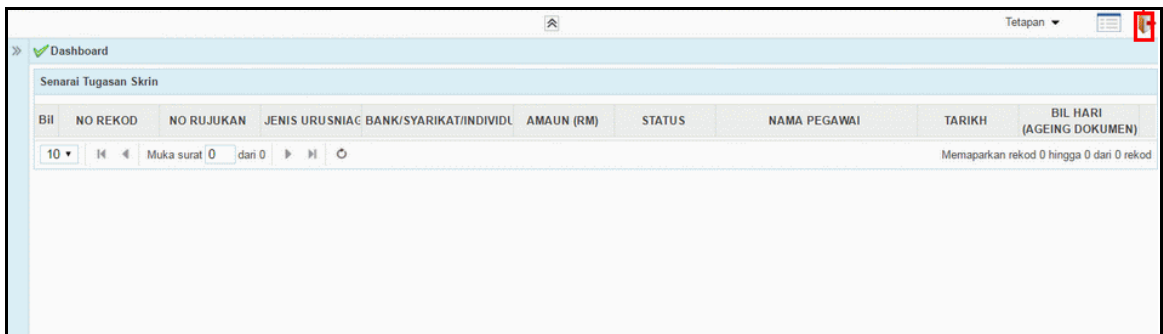 Tetapan
Dashboard
Senarai Tugasan Skrin
Bil NO REKOD NO RUJUKAN JENIS URUSNIAG BANK/SYARIKAT/INDIVIDU AMAUN (RM) STATUS NAMA PEGAWAI TARIKH BIL HARI
(AGEING DOKUMEN)
10 Muka surat 0 dari 0 Memaparkan rekod 0 hingga 0 dari 0 rekod